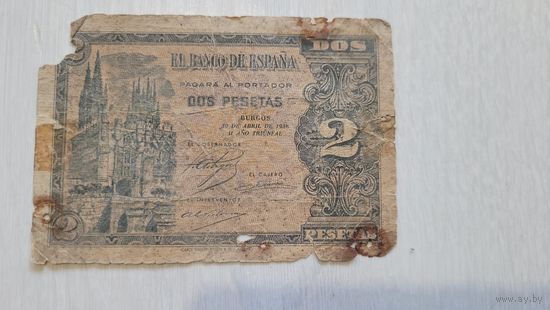 DOS
EL BANCO DE ESPAÑA
PAGARÁ AL PORTADOR
DOS PESETAS
BURGOS
30 DE ABRIL DE 1938
II AÑO TRIUNFAL
EL GOBERNADOR
2
EL CAJERO
EL INTERVENTOR
2
PESETAS
www.ay.by